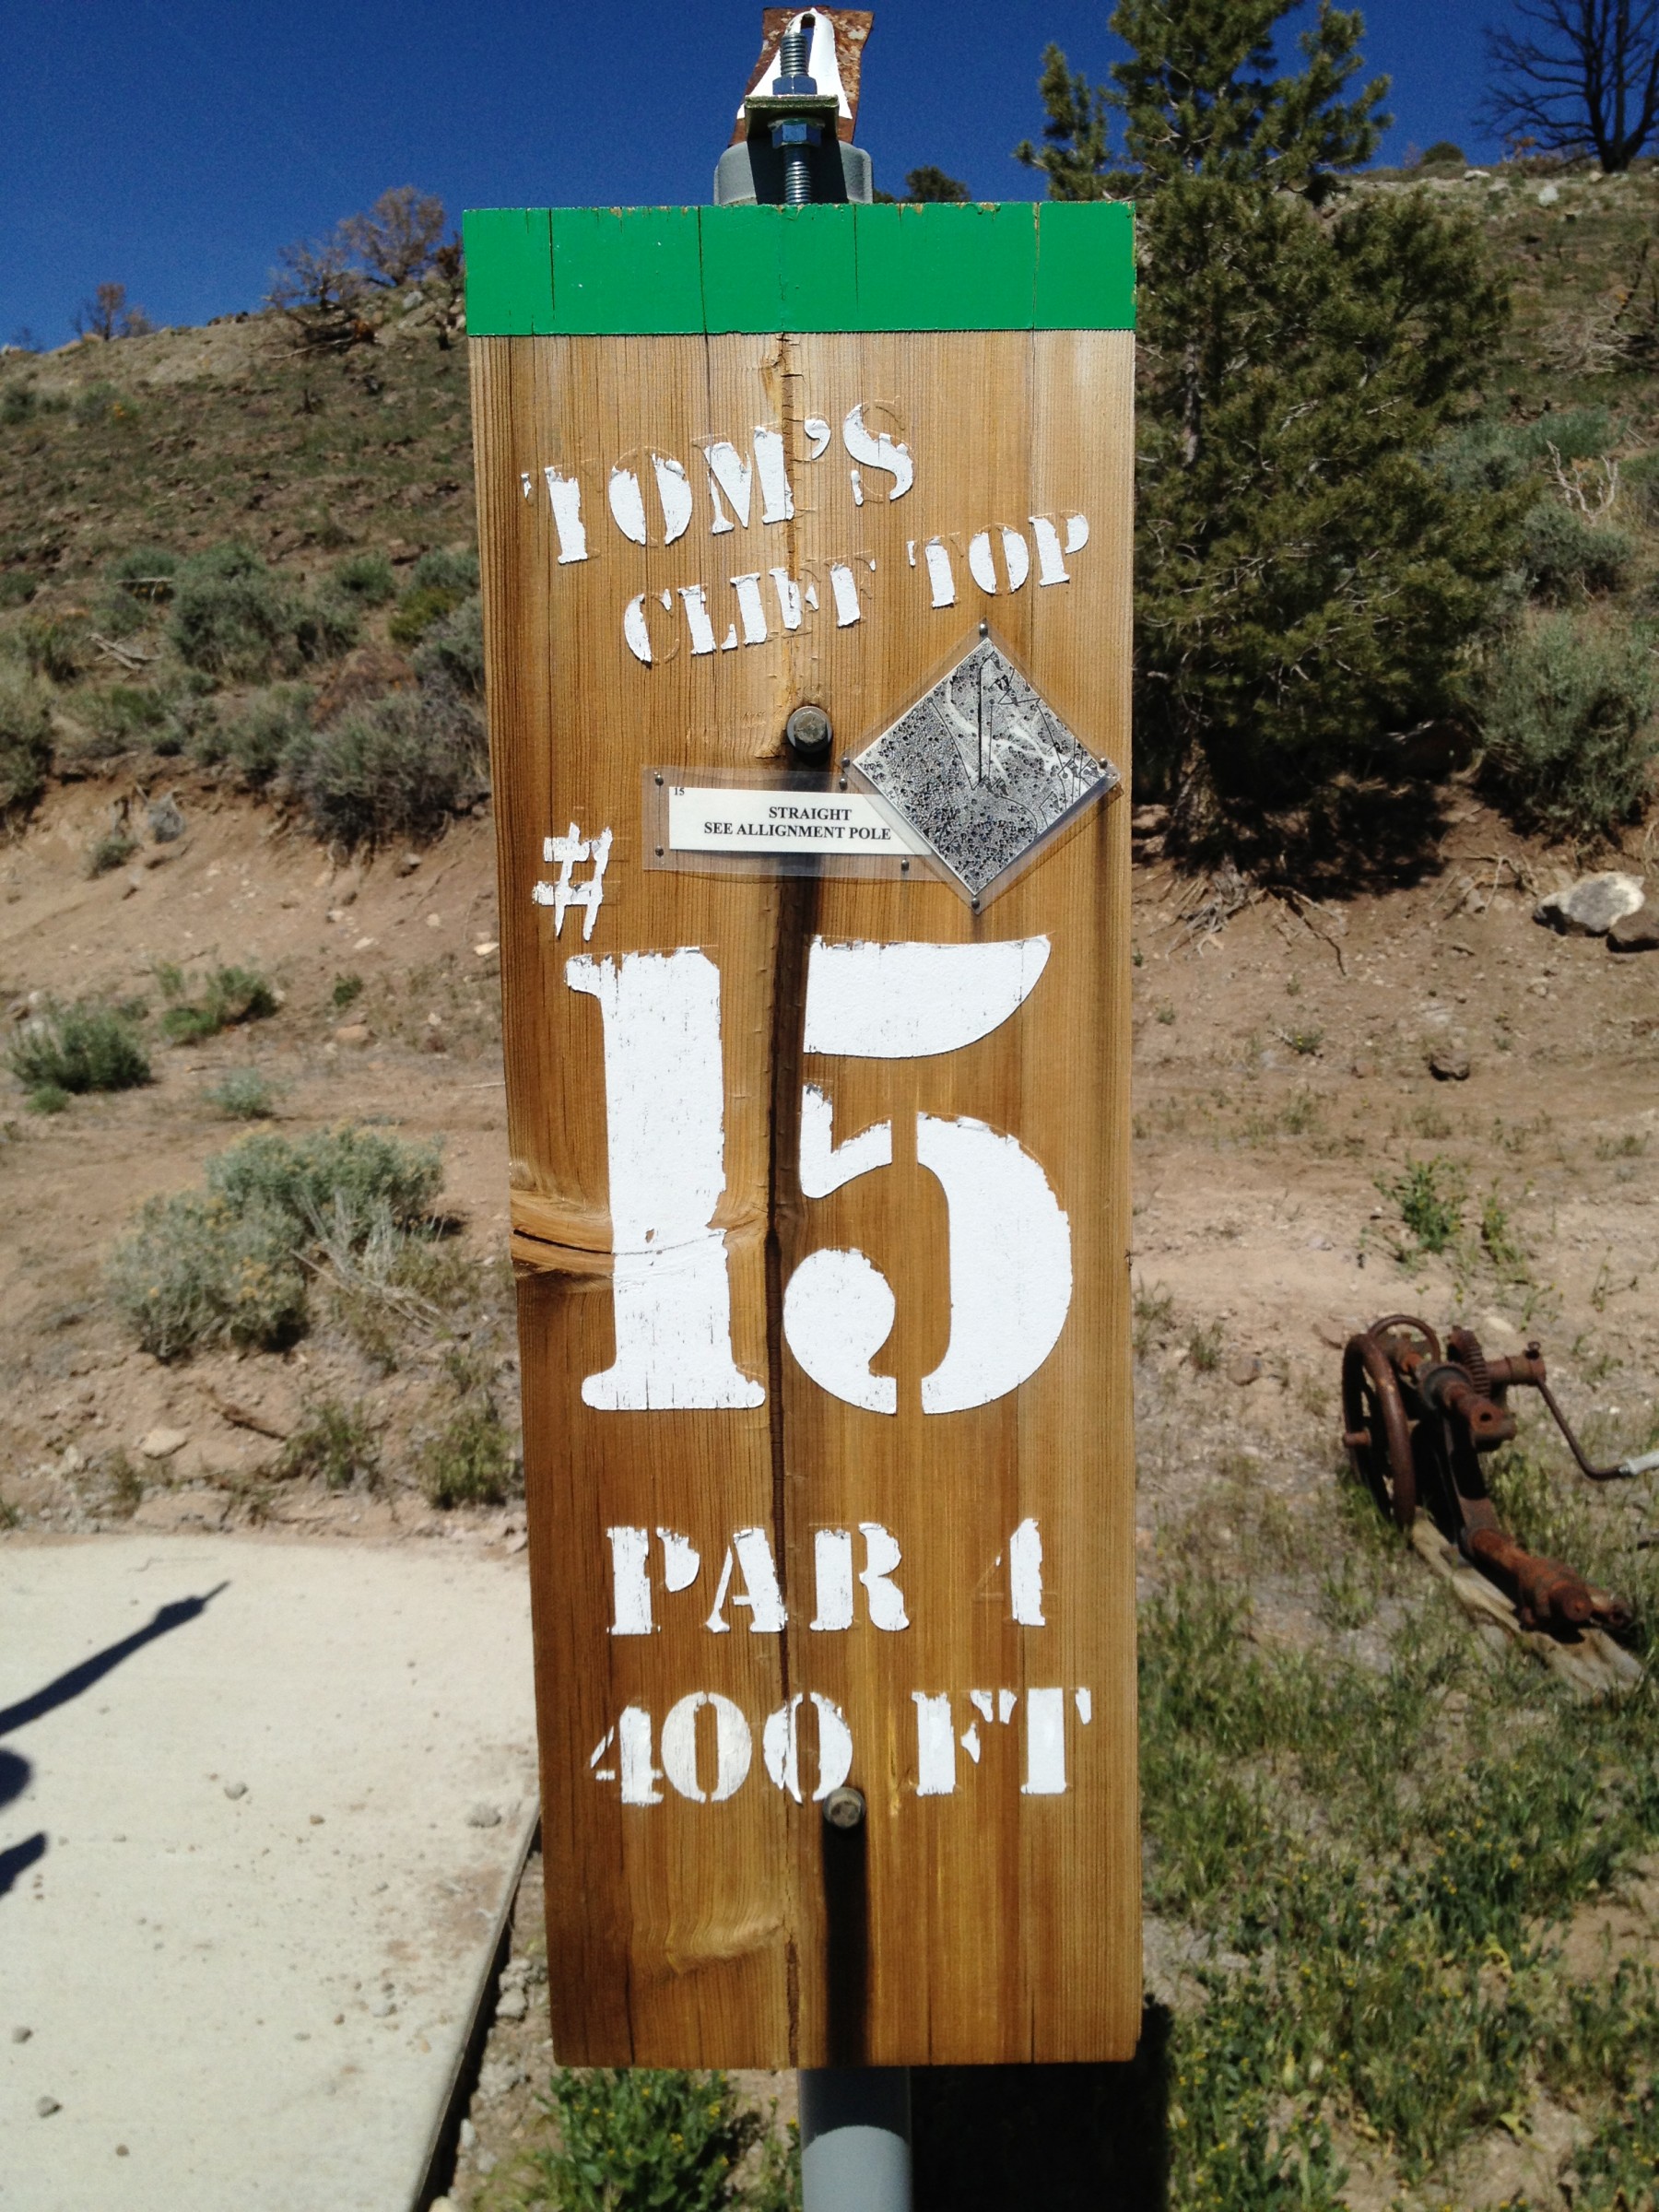 TOM'S
CLIFF TOP
15
STRAIGHT
SEE ALLIGNMENT POLE
#
15
PAR 4
400 FT